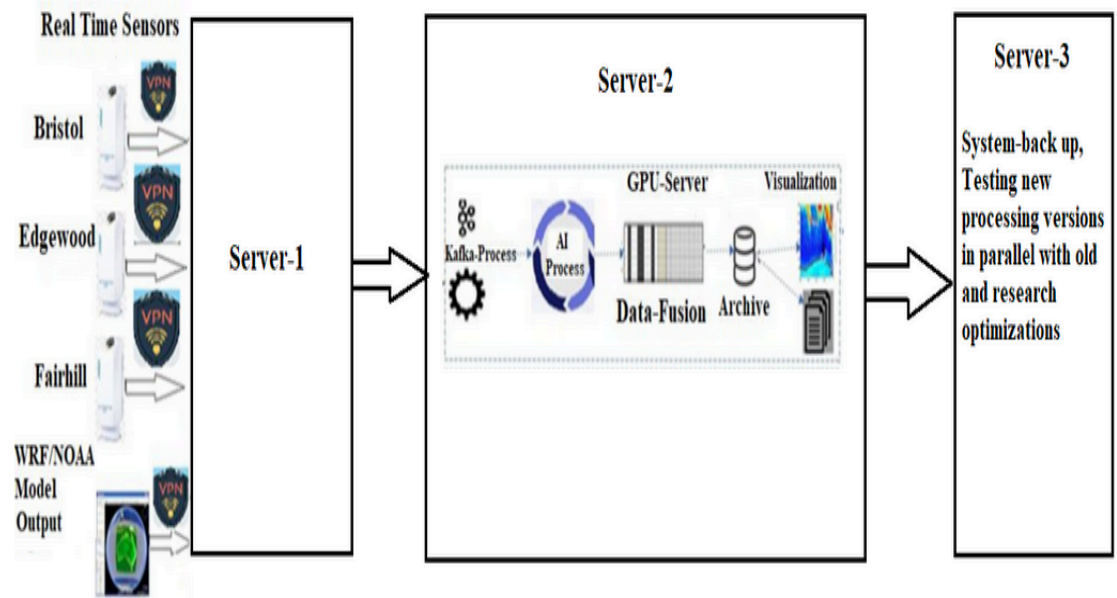 Real Time Sensors
VPN
Bristol
VPN
Edgewood
VPN
Fairhill
WRF/NOAA
Model
Output
VPN
Server-1
Server-2
GPU-Server
Visualization
Kafka-Process
AI
Process
Data-Fusion
Archive
Server-3
System-back up,
Testing new
processing versions
in parallel with old
and research
optimizations